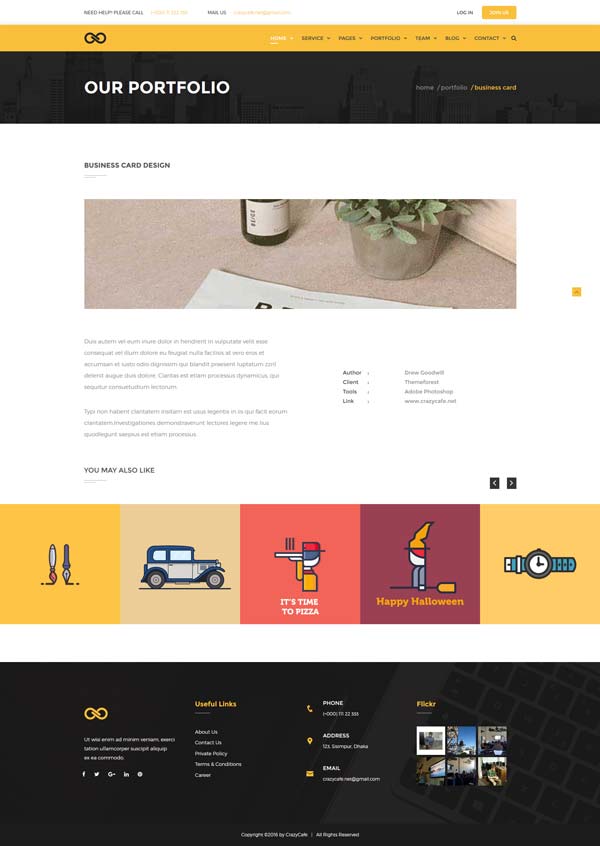 NEED HELP? PLEASE CALL (+000) 111 222 333 MAIL US crazycafe.net@gmail.com LOG IN JOIN US
HOME SERVICE PAGES PORTFOLIO TEAM BLOG CONTACT
OUR PORTFOLIO
home / portfolio / business card
BUSINESS CARD DESIGN
Duis autem vel eum iriure dolor in hendrerit in vulputate velit esse
consequat vel illum dolore eu feugiat nulla facilisis at vero eros et
accumsan et iusto odio dignissim qui blandit praesent luptatum zzril
delenit augue duis dolore. Claritas est etiam processus dynamicus, qui
sequitur consuetudium lectorum.
Typi non habent claritatem insitam est usus legentis in iis qui facit eorum
claritatem.Investigationes demonstraverunt lectores legere me lius
quodlegunt saepius est etiam processus.
Author : Drew Goodwill
Client : Themeforest
Tools : Adobe Photoshop
Link : www.crazycafe.net
YOU MAY ALSO LIKE
IT'S TIME
TO PIZZA
Happy Halloween
Ut wisi enim ad minim veniam, exerci
tation ullamcorper suscipit aliquip
ex ea commodo.
Useful Links
About Us
Contact Us
Private Policy
Terms & Conditions
Career
PHONE
(+000) 111 22 333
ADDRESS
123, Ssimpur, Dhaka
EMAIL
crazycafe.net@gmail.com
Flickr
Copyright ©2016 by CrazyCafe | All Rights Reserved